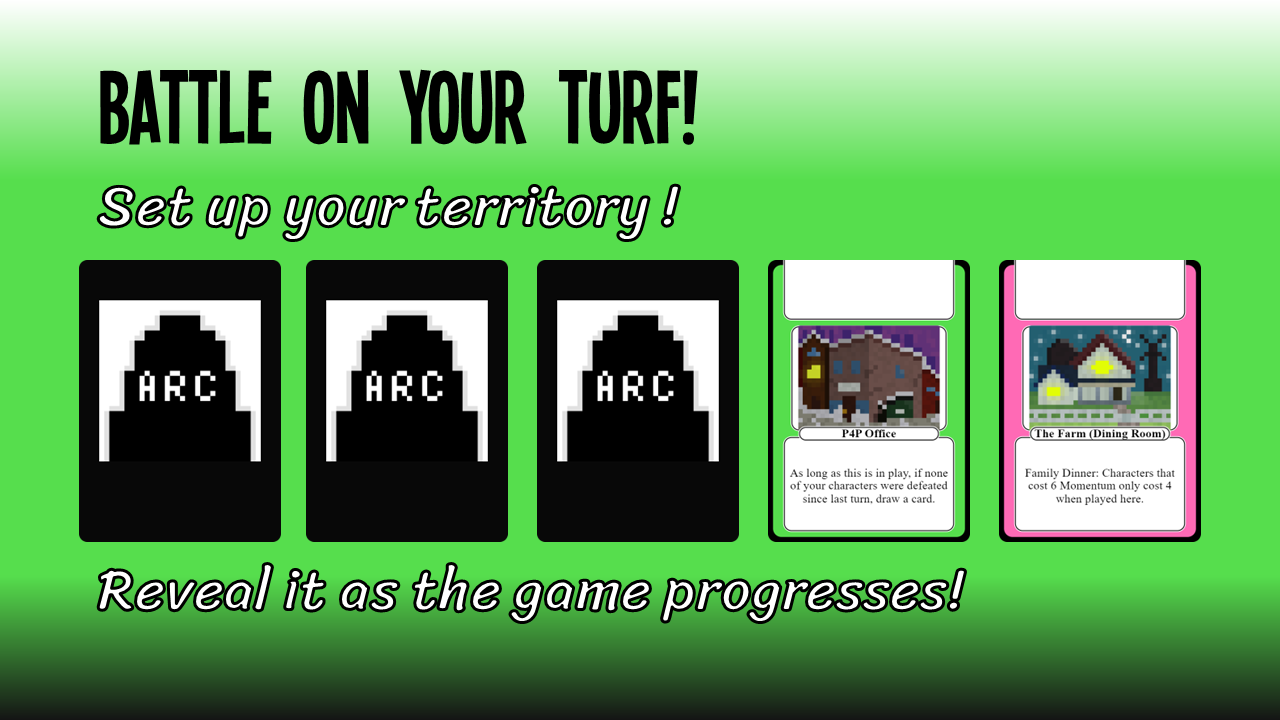 BATTLE ON YOUR TURF!
Set up your territory !
ARC
ARC
ARC
P4P Office
As long as this is in play, if none
of your characters were defeated
since last turn, draw a card.
The Farm (Dining Room)
Family Dinner: Characters that
cost 6 Momentum only cost 4
when played here.
Reveal it as the game progresses!